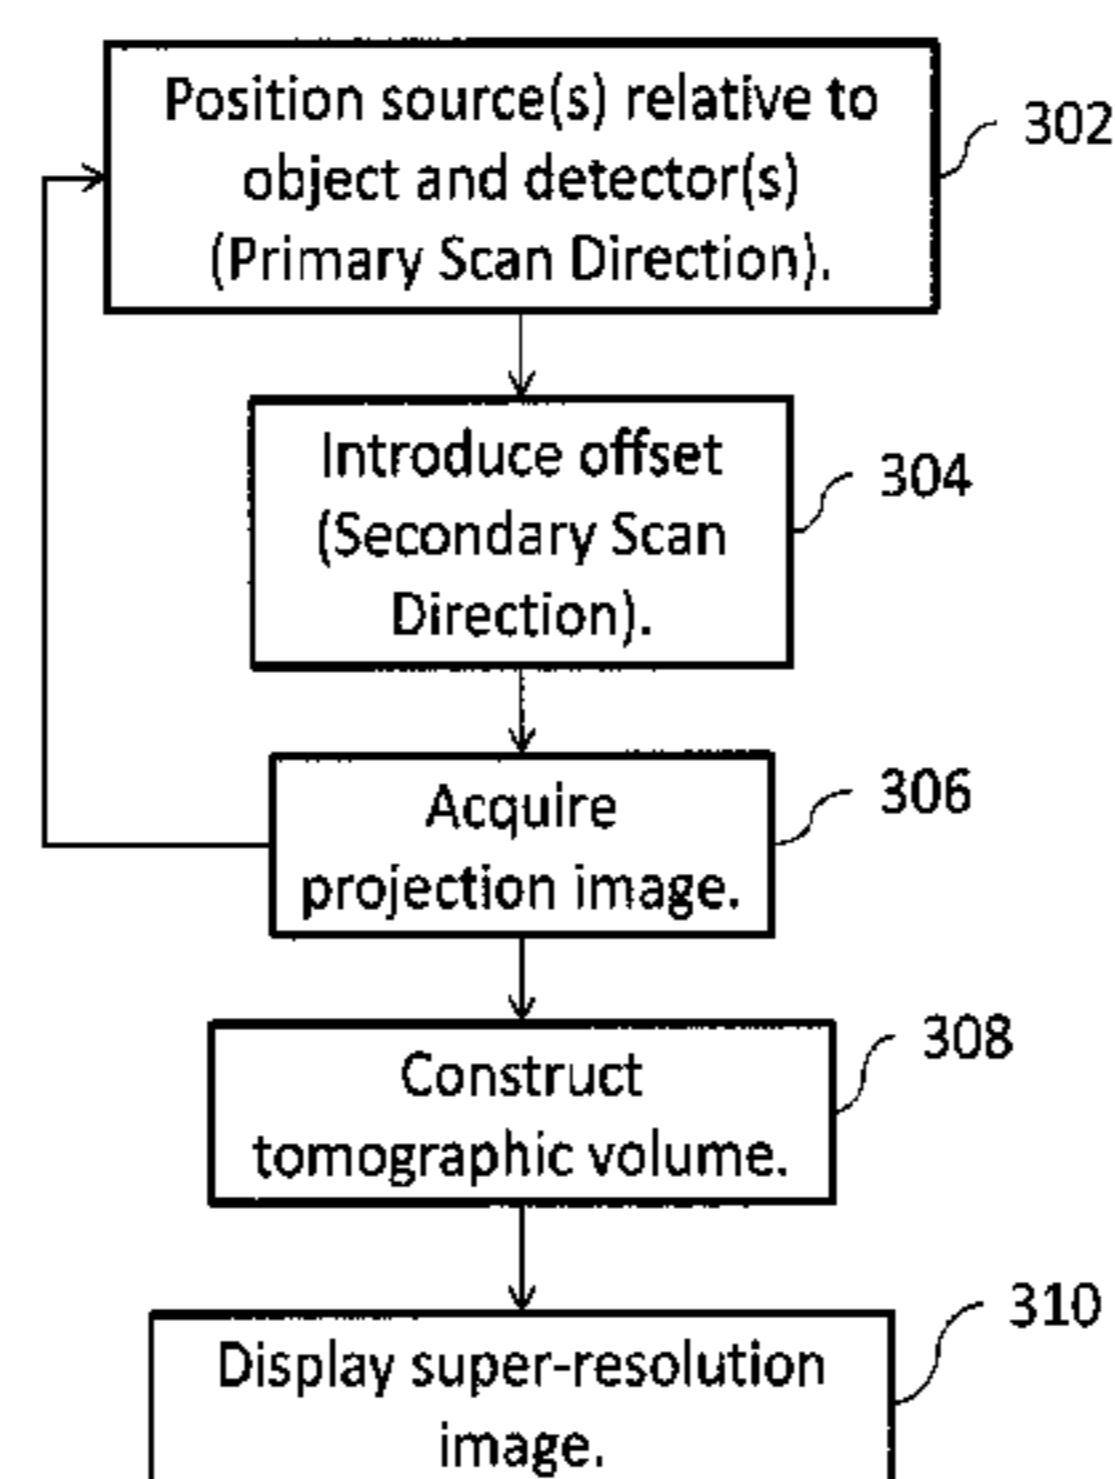 Position source(s) relative to
object and detector(s)
(Primary Scan Direction).
302
Introduce offset
(Secondary Scan
Direction).
304
Acquire
projection image.
306
Construct
tomographic volume.
308
Display super-resolution
image.
310